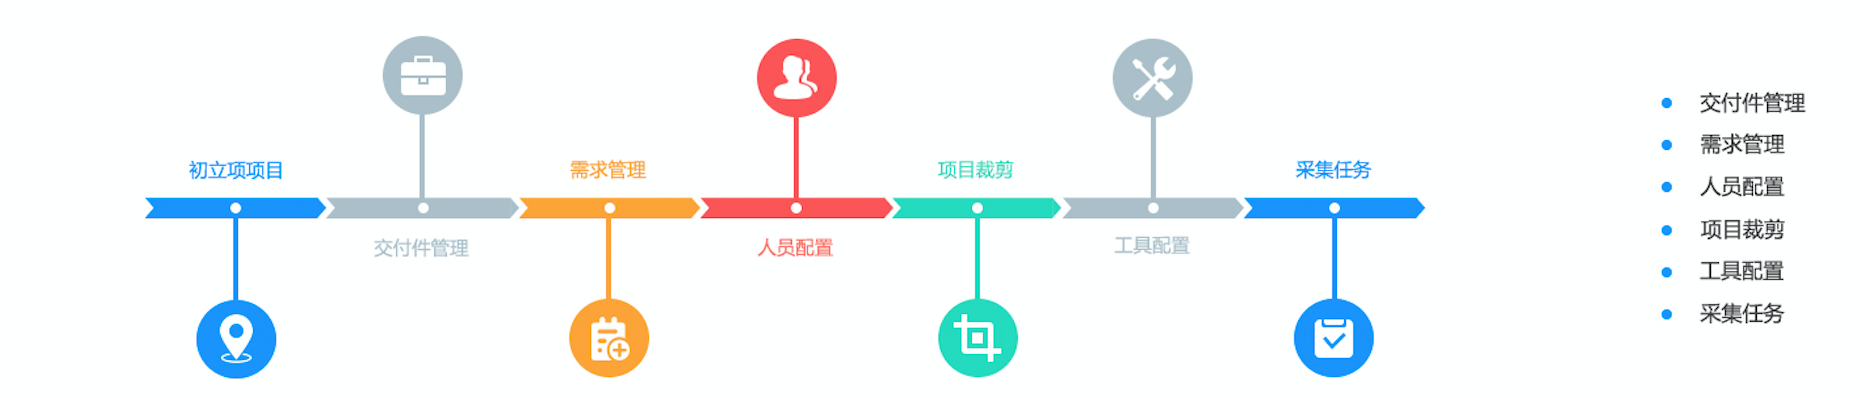 初立项项目
交付件管理
需求管理
人员配置
项目裁剪
工具配置
采集任务
交付件管理
需求管理
人员配置
项目裁剪
工具配置
采集任务